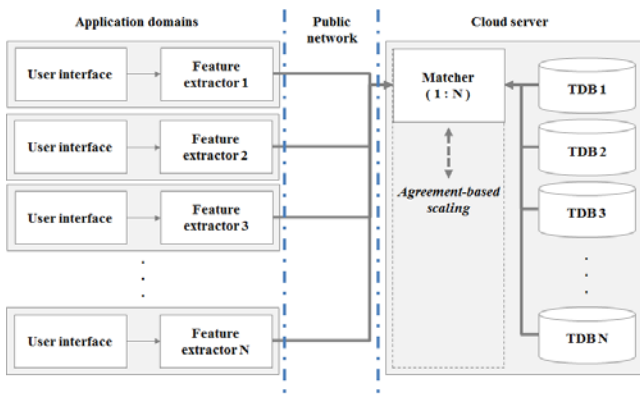 Application domains
Public
network
Cloud server
User interface
Feature
extractor 1
Matcher
( 1 : N )
TDB 1
User interface
Feature
extractor 2
TDB 2
User interface
Feature
extractor 3
Agreement-based
scaling
TDB 3
User interface
Feature
extractor N
TDB N